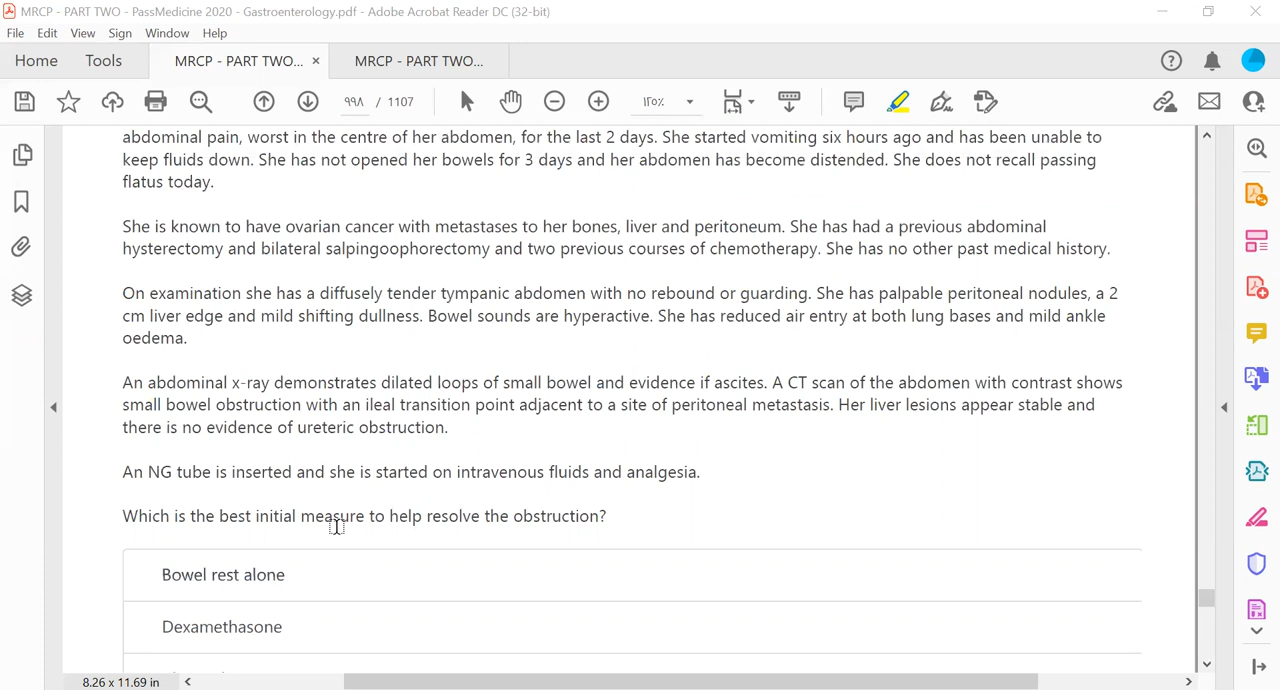 MRCP - PART TWO - PassMedicine 2020 - Gastroenterology.pdf - Adobe Acrobat Reader DC (32-bit)
File Edit View Sign Window Help
Home Tools MRCP - PART TWO... × MRCP - PART TWO...
٩٩٨ / 1107 ١٢٥%
abdominal pain, worst in the centre of her abdomen, for the last 2 days. She started vomiting six hours ago and has been unable to
keep fluids down. She has not opened her bowels for 3 days and her abdomen has become distended. She does not recall passing
flatus today.
She is known to have ovarian cancer with metastases to her bones, liver and peritoneum. She has had a previous abdominal
hysterectomy and bilateral salpingoophorectomy and two previous courses of chemotherapy. She has no other past medical history.
On examination she has a diffusely tender tympanic abdomen with no rebound or guarding. She has palpable peritoneal nodules, a 2
cm liver edge and mild shifting dullness. Bowel sounds are hyperactive. She has reduced air entry at both lung bases and mild ankle
oedema.
An abdominal x-ray demonstrates dilated loops of small bowel and evidence if ascites. A CT scan of the abdomen with contrast shows
small bowel obstruction with an ileal transition point adjacent to a site of peritoneal metastasis. Her liver lesions appear stable and
there is no evidence of ureteric obstruction.
An NG tube is inserted and she is started on intravenous fluids and analgesia.
Which is the best initial measure to help resolve the obstruction?
Bowel rest alone
Dexamethasone
8.26 x 11.69 in